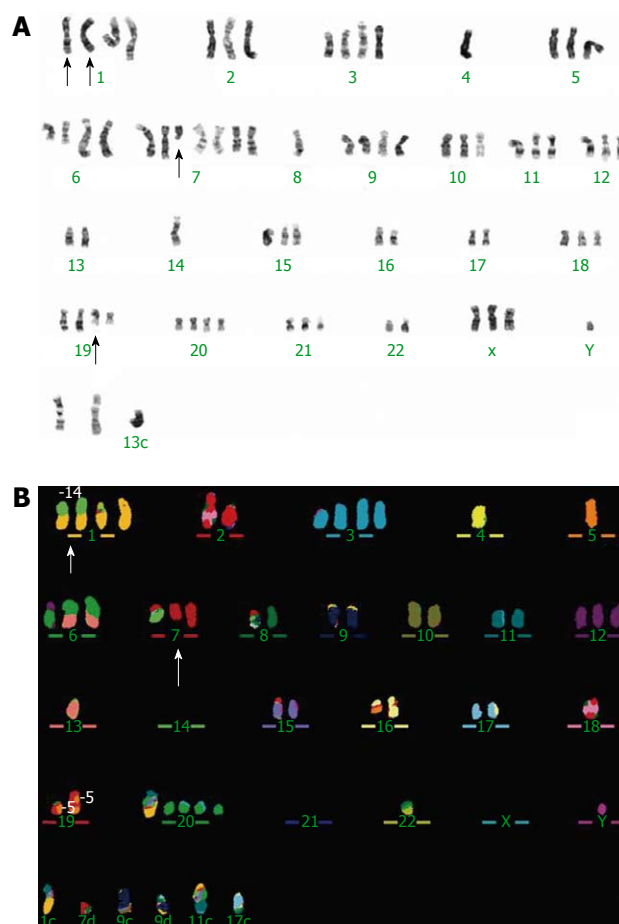 A
1 2 3 4 5
6 7 8 9 10 11 12
13 14 15 16 17 18
19 20 21 22 x Y
13c
B
-14
1 2 3 4 5
6 7 8 9 10 11 12
13 14 15 16 17 18
-5 -5
19 20 21 22 X Y
1c 7d 9c 9d 11c 17c